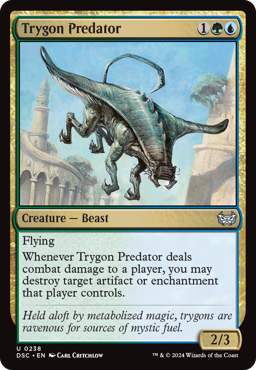 Trygon Predator 1
Creature — Beast
Flying
Whenever Trygon Predator deals
combat damage to a player, you may
destroy target artifact or enchantment
that player controls.
Held aloft by metabolized magic, trygons are
ravenous for sources of mystic fuel.
2/3
U 0238
DSC • EN CARL CRITCHLOW
™ & © 2024 Wizards of the Coast